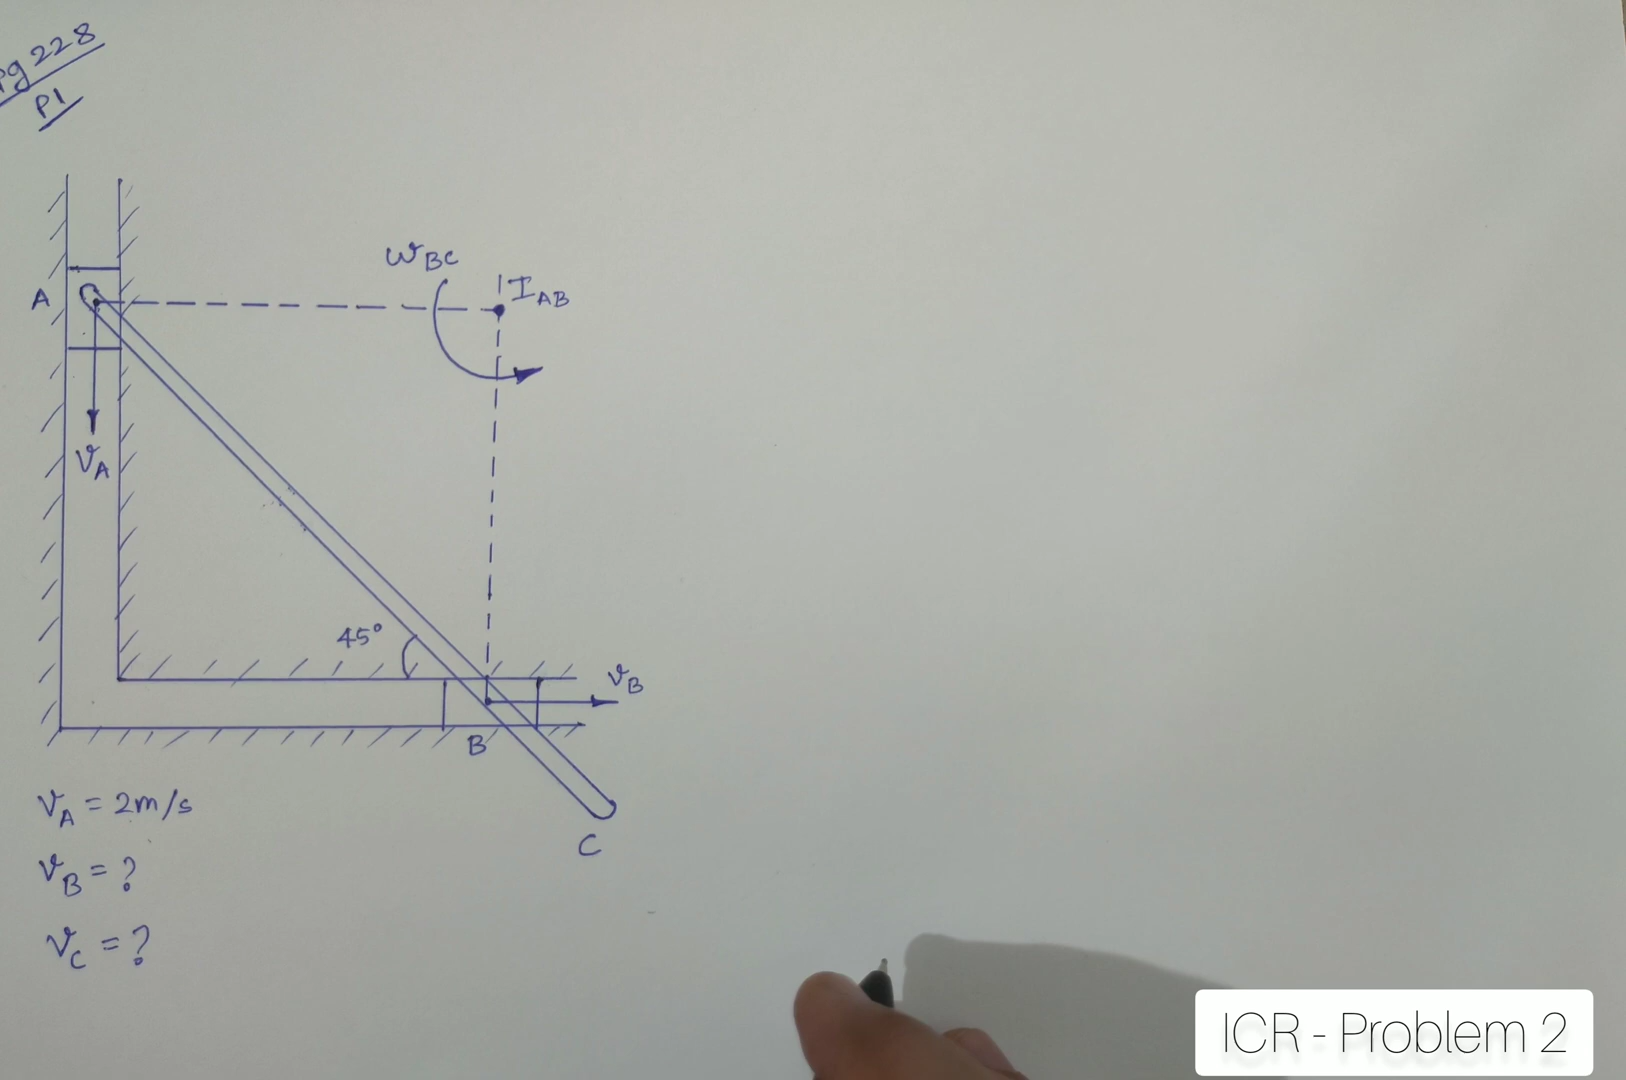 Pg 228
P1
ω_BC
I_AB
A
V_A
45°
V_B
B
V_A = 2m/s
V_B = ?
V_C = ?
C
ICR - Problem 2